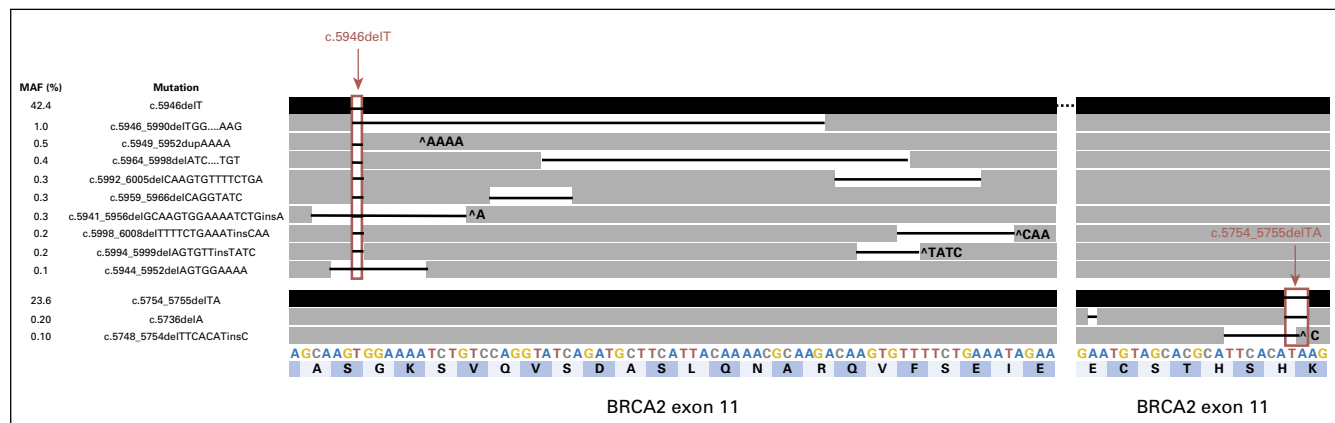 c.5946delT
MAF (%) Mutation
42.4 c.5946delT
1.0 c.5946_5990delTGG....AAG
0.5 c.5949_5952dupAAAA ^AAAA
0.4 c.5964_5998delATC....TGT
0.3 c.5992_6005delCAAGTGTTTTCTGA
0.3 c.5959_5966delCAGGTATC
0.3 c.5941_5956delGCAAGTGGAAAATCTGinsA ^A
0.2 c.5998_6008delTTTTCTGAAATinsCAA ^CAA
c.5754_5755delTA
0.2 c.5994_5999delAGTGTTinsTATC ^TATC
0.1 c.5944_5952delAGTGGAAAA
23.6 c.5754_5755delTA
0.20 c.5736delA
0.10 c.5748_5754delTTCACATinsC ^ C
AGCAAGTGGAAAATCTGTCCAGGTATCAGATGCTTCATTACAAAACGCAAGACAAGTGTTTTCTGAAATAGAA GAATGTAGCACGCATTCACATAAG
A S G K S V Q V S D A S L Q N A R Q V F S E I E E C S T H S H K
BRCA2 exon 11 BRCA2 exon 11